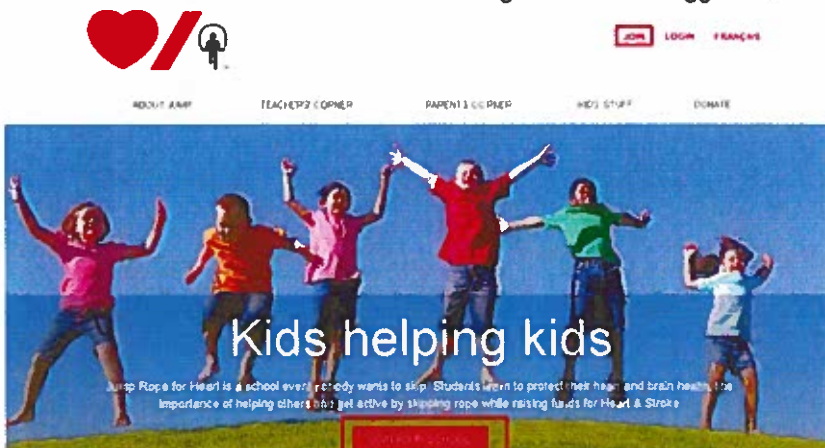 JOIN LOGIN FRANÇAIS
ABOUT JUMP TEACHER'S CORNER PARENT'S CORNER KIDS STUFF DONATE
Kids helping kids
Jump Rope for Heart is a school event nobody wants to skip. Students learn to protect their heart and brain health, the
importance of helping others and get active by skipping rope while raising funds for Heart & Stroke